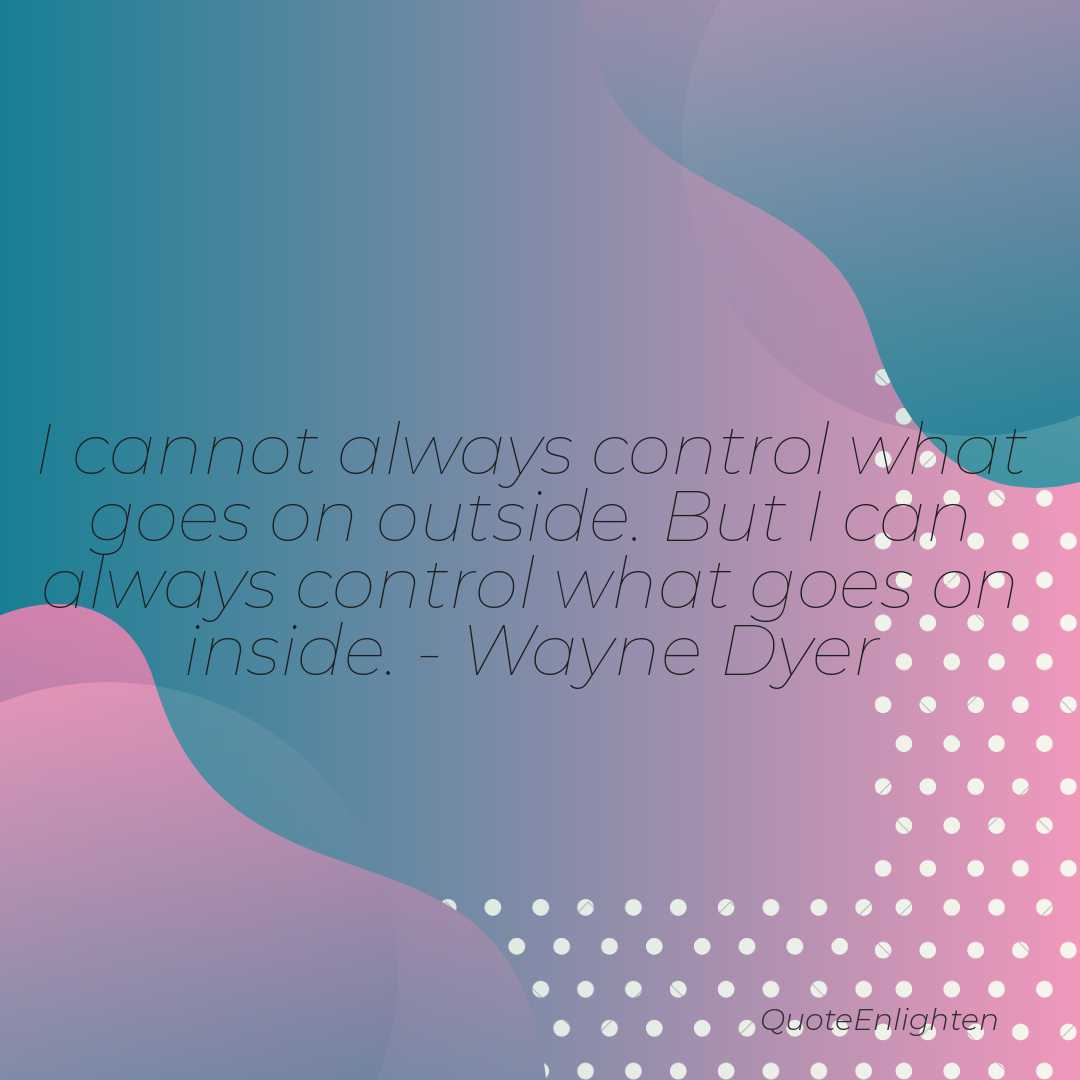 I cannot always control what
goes on outside. But I can
always control what goes on
inside. - Wayne Dyer
QuoteEnlighten